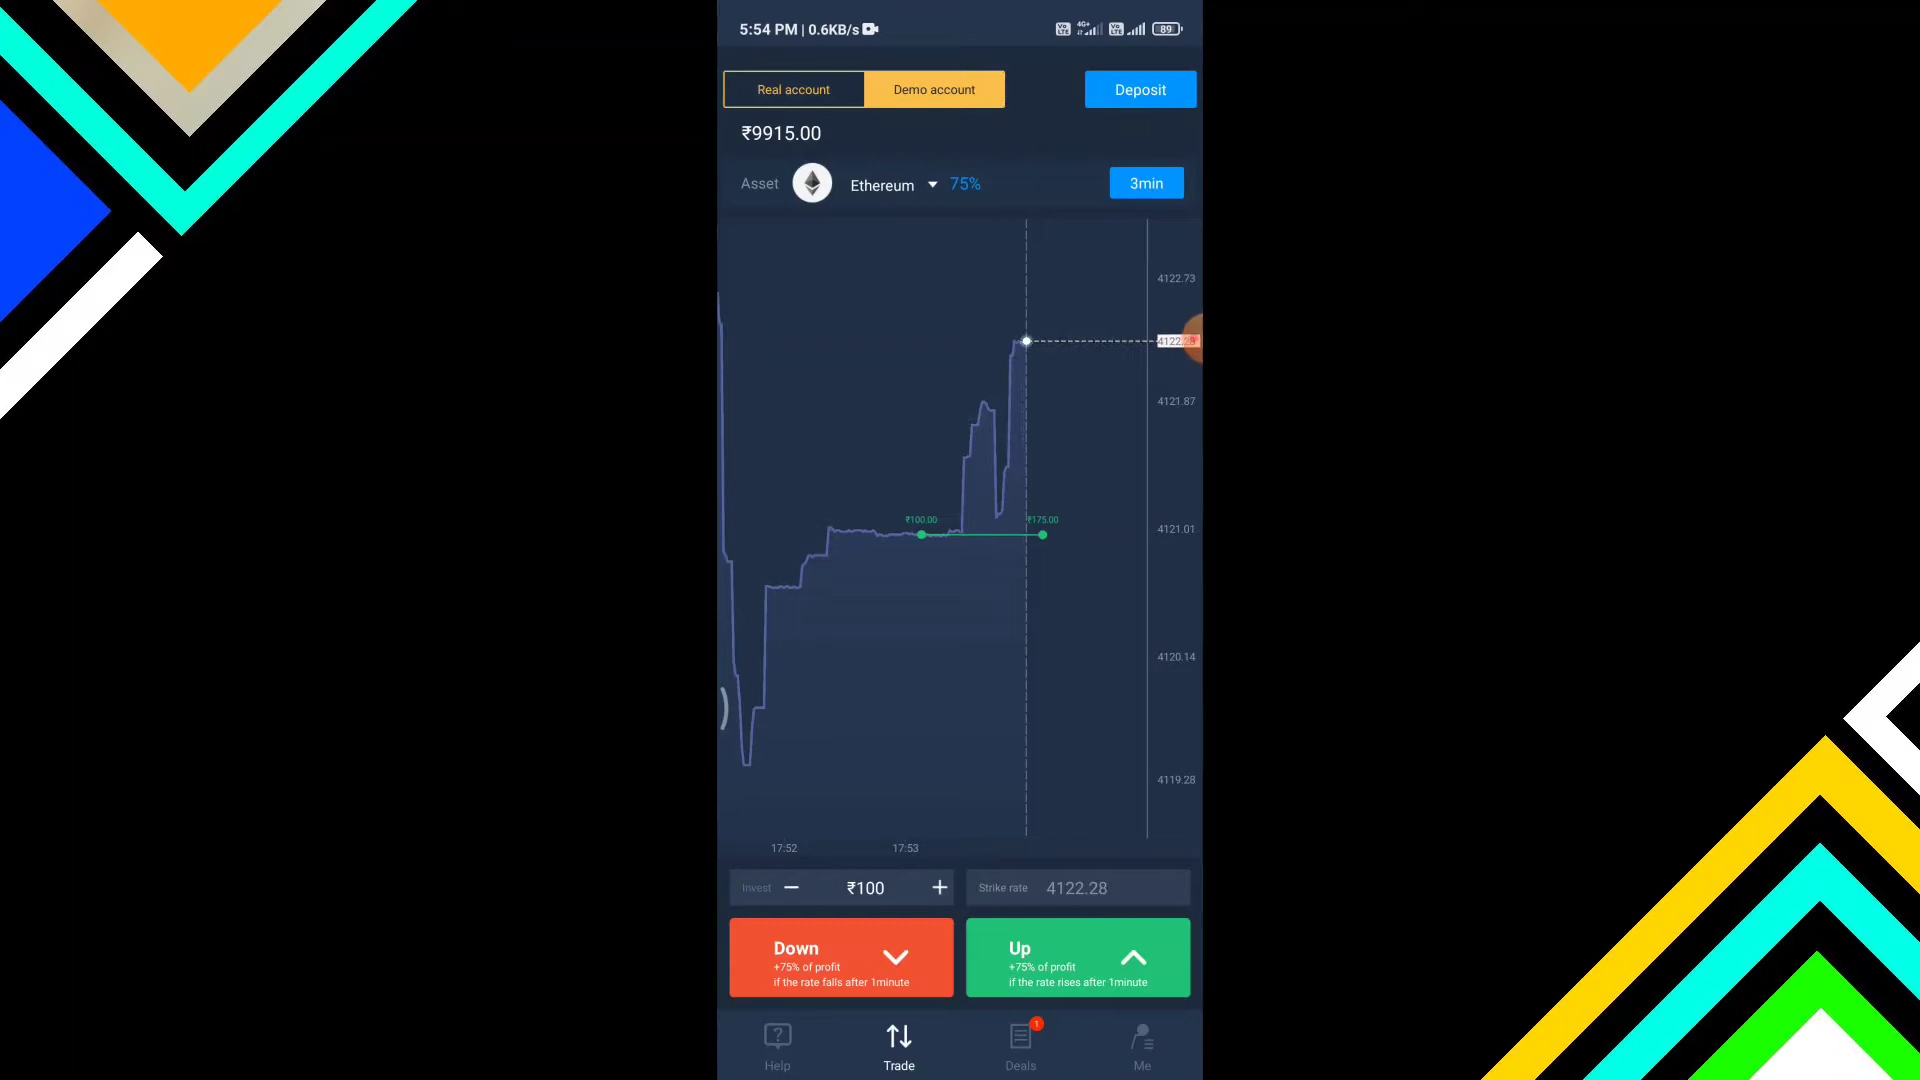 5:54 PM | 0.6KB/s
89
Real account
Demo account
Deposit
₹9915.00
Asset
Ethereum
75%
3min
4122.73
4121.87
₹100.00
₹175.00
4121.01
4120.14
4119.28
17:52
17:53
Invest
₹100
Strike rate
4122.28
Down
+75% of profit
if the rate falls after 1minute
Up
+75% of profit
if the rate rises after 1minute
1
Help
Trade
Deals
Me